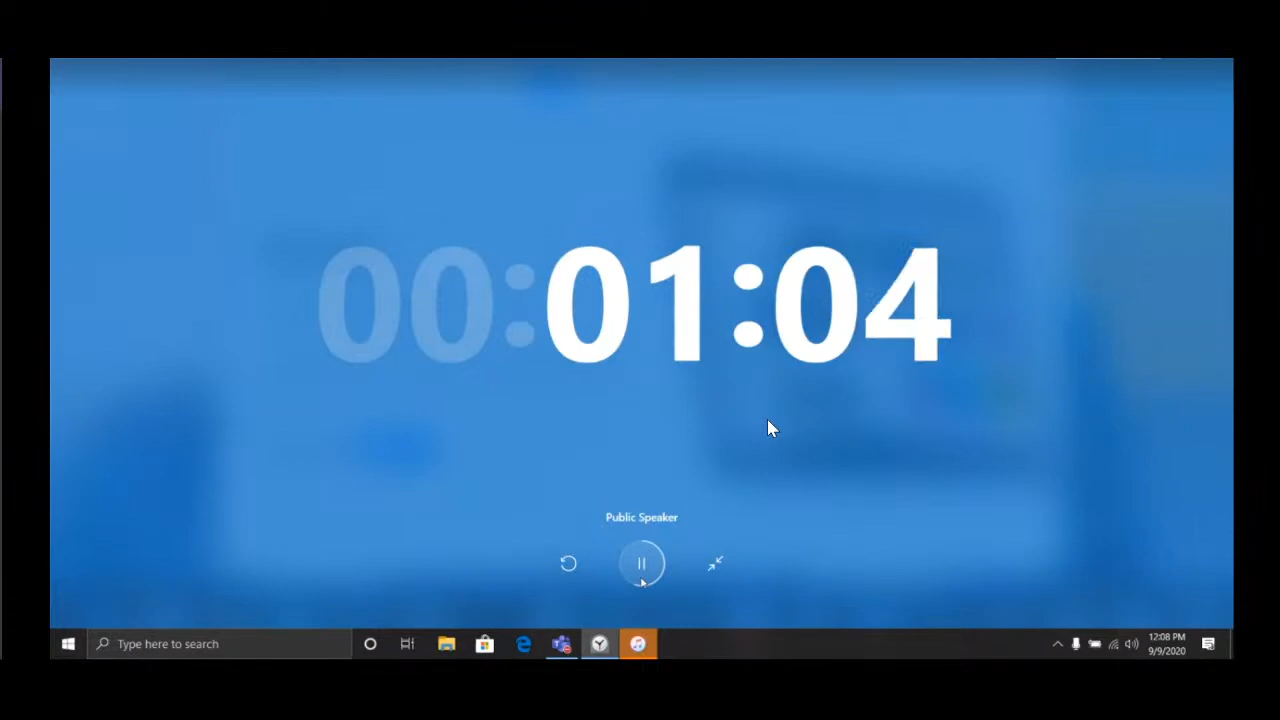 00:01:04
Public Speaker
Type here to search
12:08 PM
9/9/2020